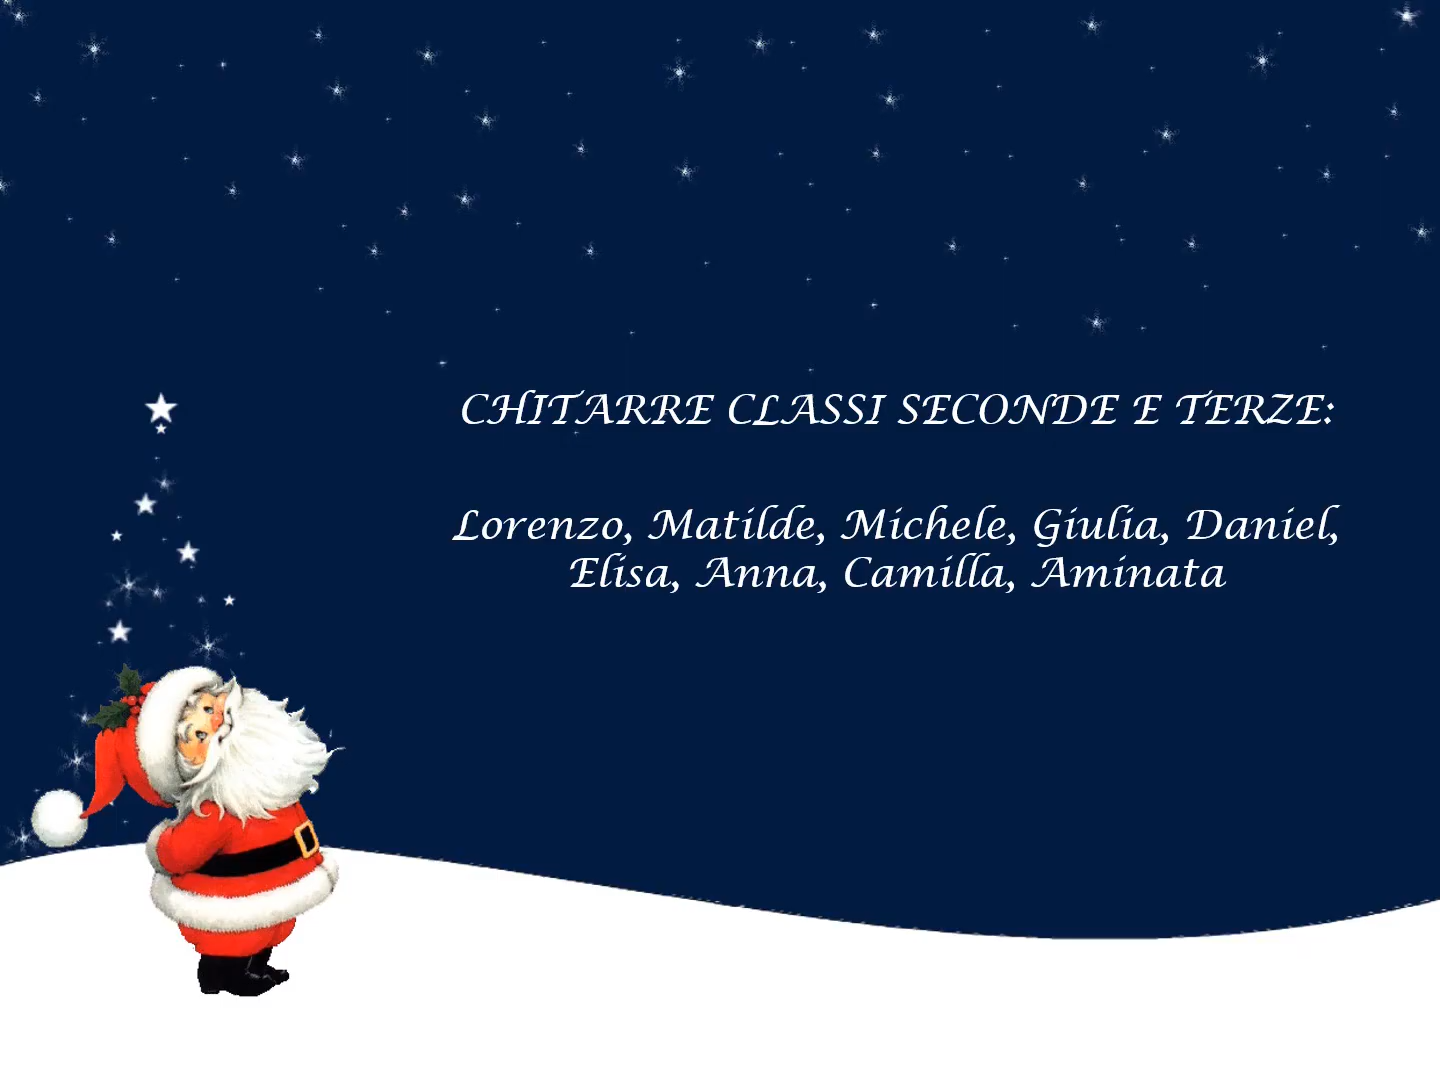 CHITARRE CLASSI SECONDE E TERZE:
Lorenzo, Matilde, Michele, Giulia, Daniel,
Elisa, Anna, Camilla, Aminata